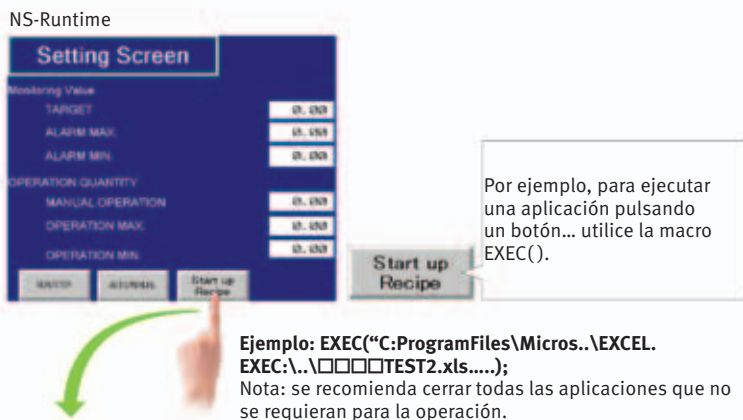 NS-Runtime
Setting Screen
Monitoring Value
TARGET 0.00
ALARM MAX. 0.00
ALARM MIN. 0.00
OPERATION QUANTITY
MANUAL OPERATION 0.00
OPERATION MAX. 0.00
OPERATION MIN. 0.00
Start up
Recipe
Start up
Recipe
Por ejemplo, para ejecutar
una aplicación pulsando
un botón… utilice la macro
EXEC().
Ejemplo: EXEC(“C:ProgramFiles\Micros..\EXCEL.
EXEC:\..\□□□□TEST2.xls.....);
Nota: se recomienda cerrar todas las aplicaciones que no
se requieran para la operación.